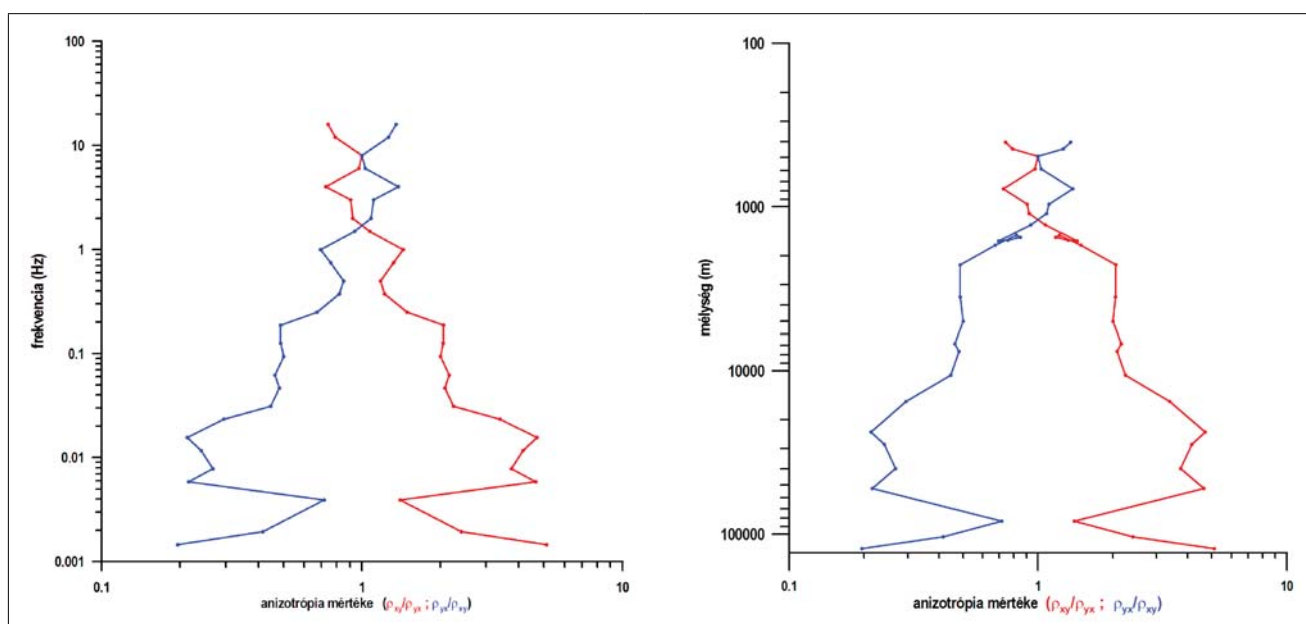 100
10
1
0.1
0.01
0.001
frekvencia (Hz)
0.1 1 10
anizotrópia mértéke (ρxy/ρyx ; ρyx/ρxy)
100
1000
10000
100000
mélység (m)
0.1 1 10
anizotrópia mértéke (ρxy/ρyx ; ρyx/ρxy)